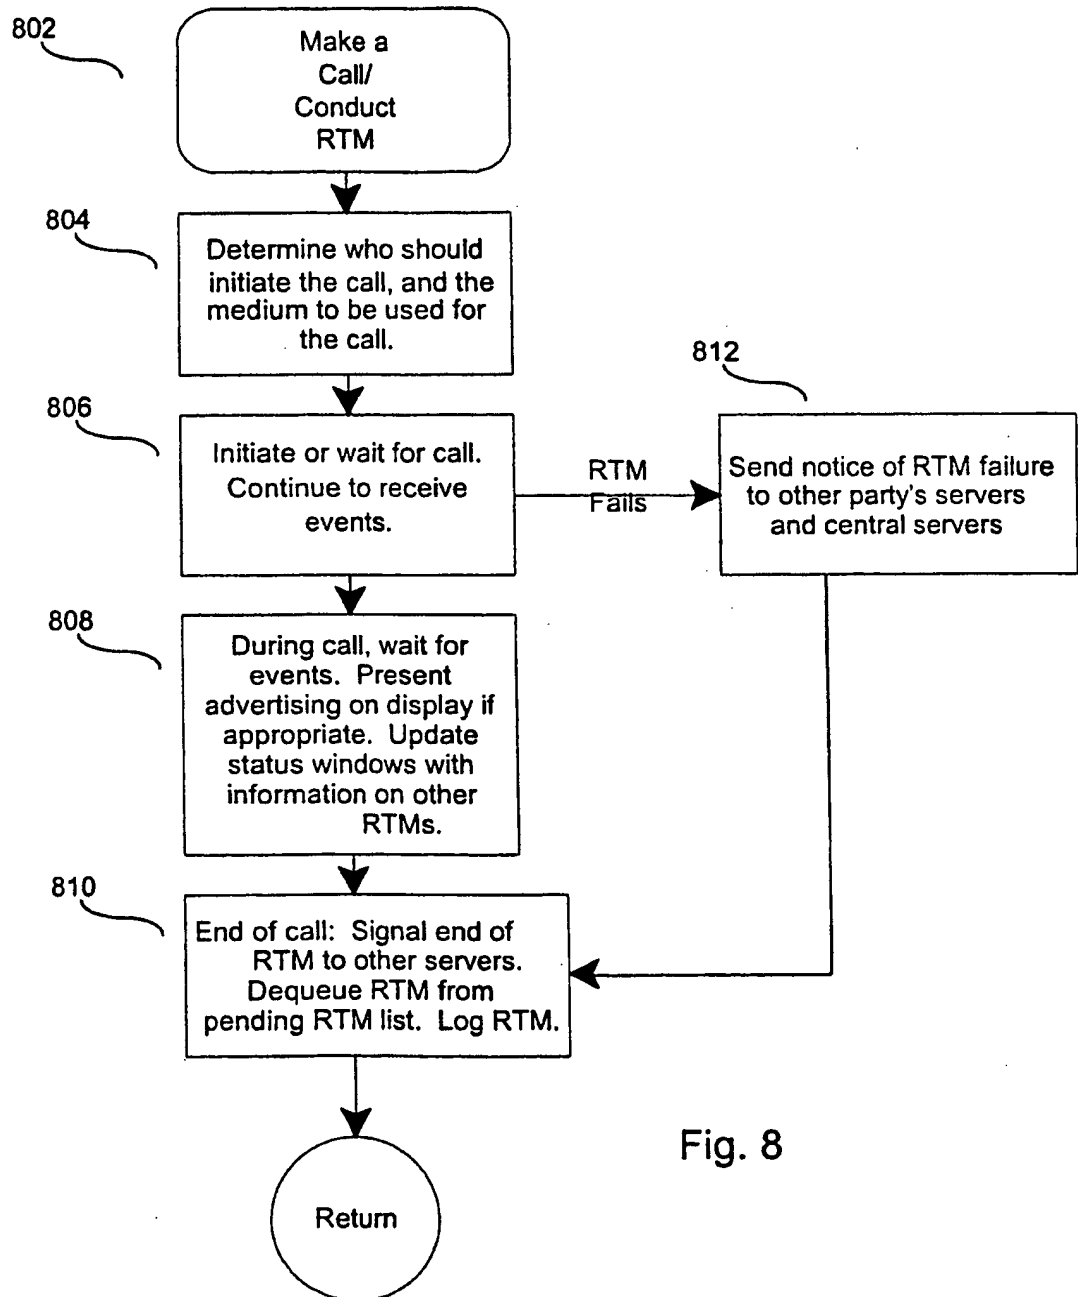 802
Make a
Call/
Conduct
RTM
804
Determine who should
initiate the call, and the
medium to be used for
the call.
806
Initiate or wait for call.
Continue to receive
events.
RTM
Fails
812
Send notice of RTM failure
to other party's servers
and central servers
808
During call, wait for
events. Present
advertising on display if
appropriate. Update
status windows with
information on other
RTMs.
810
End of call: Signal end of
RTM to other servers.
Dequeue RTM from
pending RTM list. Log RTM.
Return
Fig. 8